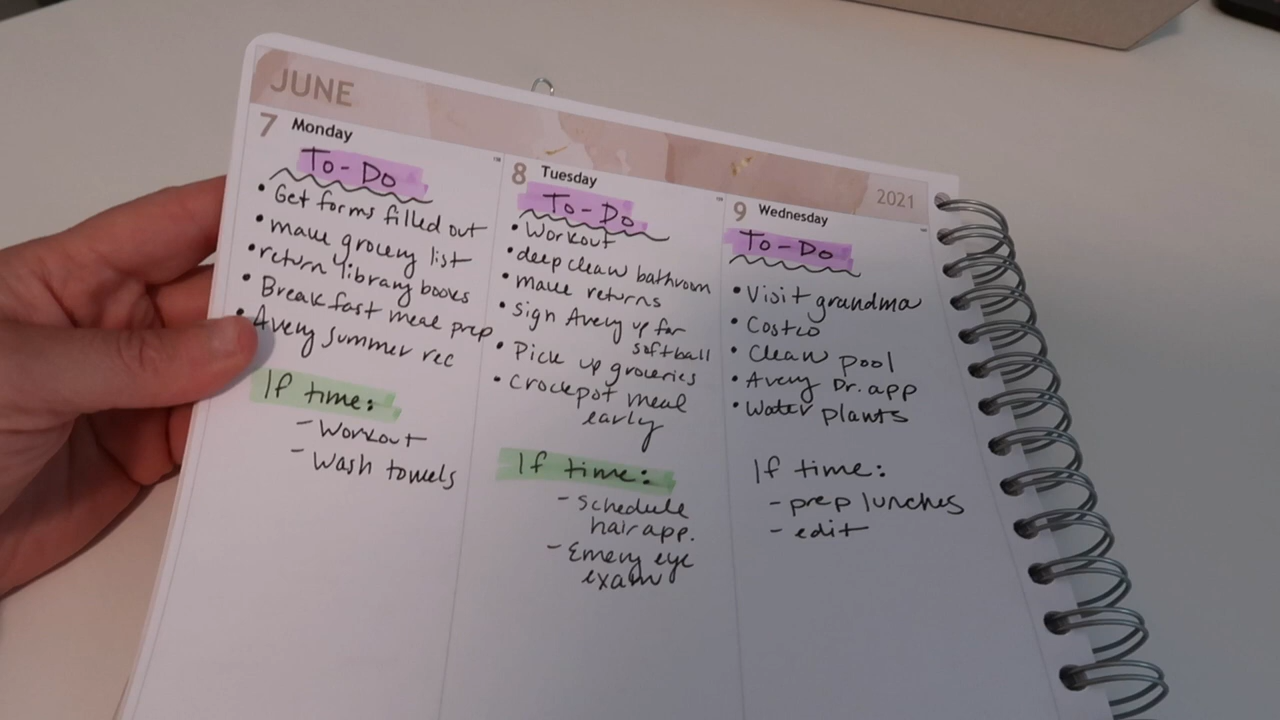 JUNE
2021
7 Monday
To-Do
• Get forms filled out
• make grocery list
• return library books
• Breakfast meal prep
• Avery summer rec
If time:
- Workout
- Wash towels
8 Tuesday
To-Do
• Workout
• deep clean bathroom
• make returns
• sign Avery up for
softball
• Pick up groceries
• Crockpot meal
early
If time:
- schedule
hair app.
- Emery eye
exam
9 Wednesday
To-Do
• Visit grandma
• Costco
• Clean pool
• Avery Dr. app
• Water plants
If time:
- prep lunches
- edit